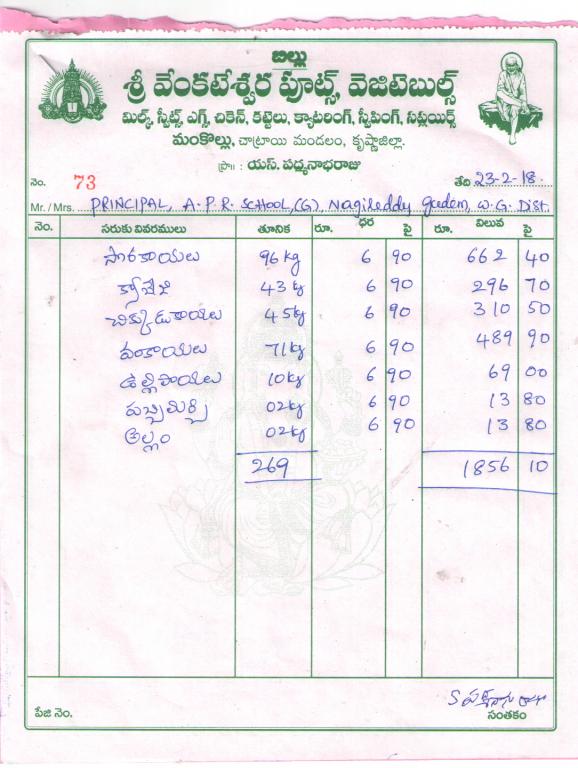 బిల్లు
శ్రీ వేంకటేశ్వర ఫ్రూట్స్, వెజిటెబుల్స్
మిల్క్, స్వీట్స్, ఎగ్స్, చికెన్, కట్టెలు, క్యాటరింగ్, స్వీపింగ్, సప్లయిర్స్
మంకొల్లు, చాట్రాయి మండలం, కృష్ణాజిల్లా.
ప్రొ॥ : యస్. పద్మనాభరాజు
నెం. 73 తేది 23-2-18.
Mr. / Mrs. PRINCIPAL, A.P.R. SCHOOL,(G), Nagireddy gudem, W.G. Dist.
నెం. సరుకు వివరములు తూనిక రూ. ధర పై రూ. విలువ పై
సొరకాయలు 96 kg 6 90 662 40
క్యాబేజి 43 kg 6 90 296 70
చిక్కుడుకాయలు 45 kg 6 90 310 50
వంకాయలు 71 kg 6 90 489 90
ఉల్లిపాయలు 10 kg 6 90 69 00
పచ్చిమిర్చి 02 kg 6 90 13 80
అల్లం 02 kg 6 90 13 80
269 1856 10
పేజి నెం. సంతకం